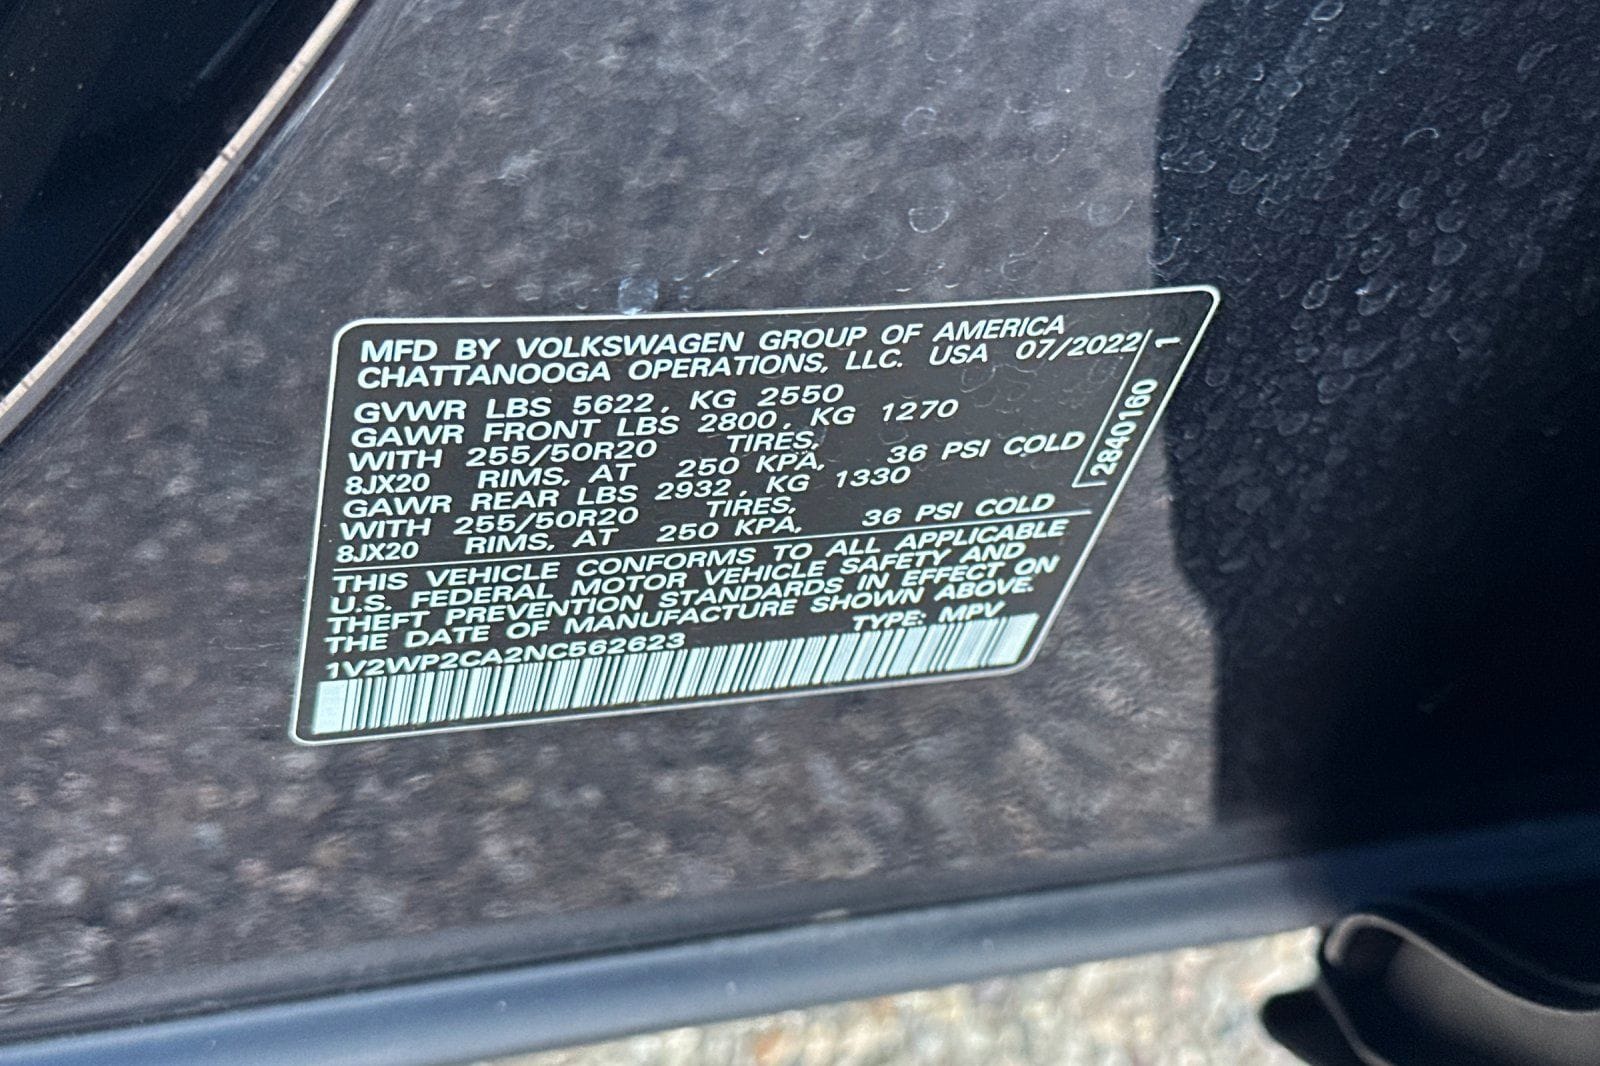 MFD BY VOLKSWAGEN GROUP OF AMERICA
CHATTANOOGA OPERATIONS, LLC. USA 07/2022
GVWR LBS 5622, KG 2550
GAWR FRONT LBS 2800, KG 1270
WITH 255/50R20 TIRES,
8JX20 RIMS, AT 250 KPA, 36 PSI COLD
GAWR REAR LBS 2932, KG 1330
WITH 255/50R20 TIRES,
8JX20 RIMS, AT 250 KPA, 36 PSI COLD
THIS VEHICLE CONFORMS TO ALL APPLICABLE
U.S. FEDERAL MOTOR VEHICLE SAFETY AND
THEFT PREVENTION STANDARDS IN EFFECT ON
THE DATE OF MANUFACTURE SHOWN ABOVE.
1V2WP2CA2NC562623 TYPE: MPV
2840160 1